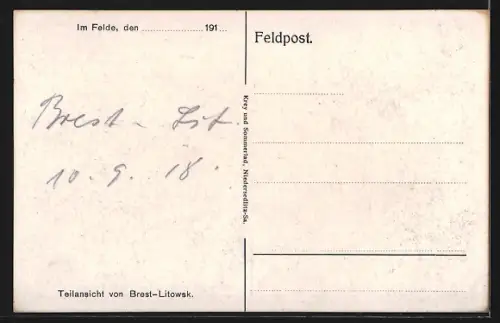 Im Felde, den .................... 191...
Feldpost.
Brest - Lit.
10. 9. 18.
Krey und Sommerlad, Niedersedlitz-Sa.
Teilansicht von Brest-Litowsk.